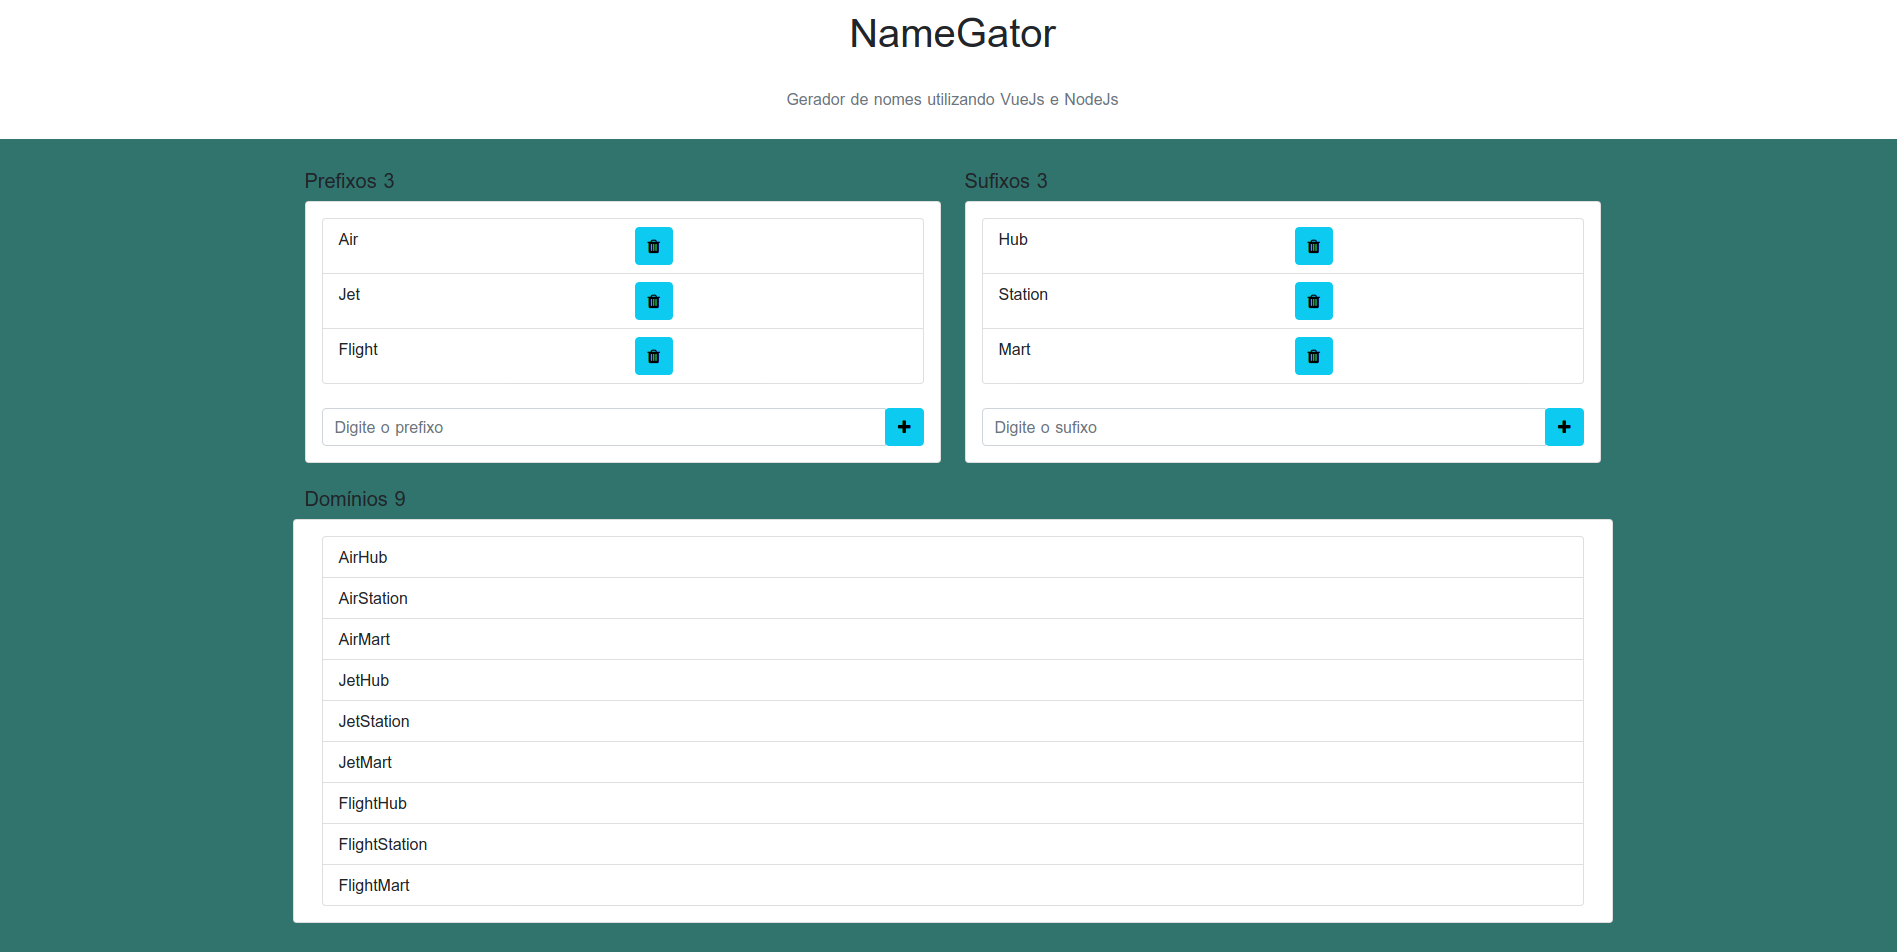 NameGator
Gerador de nomes utilizando VueJs e NodeJs
Prefixos 3
Air
Jet
Flight
Digite o prefixo
Sufixos 3
Hub
Station
Mart
Digite o sufixo
Domínios 9
AirHub
AirStation
AirMart
JetHub
JetStation
JetMart
FlightHub
FlightStation
FlightMart